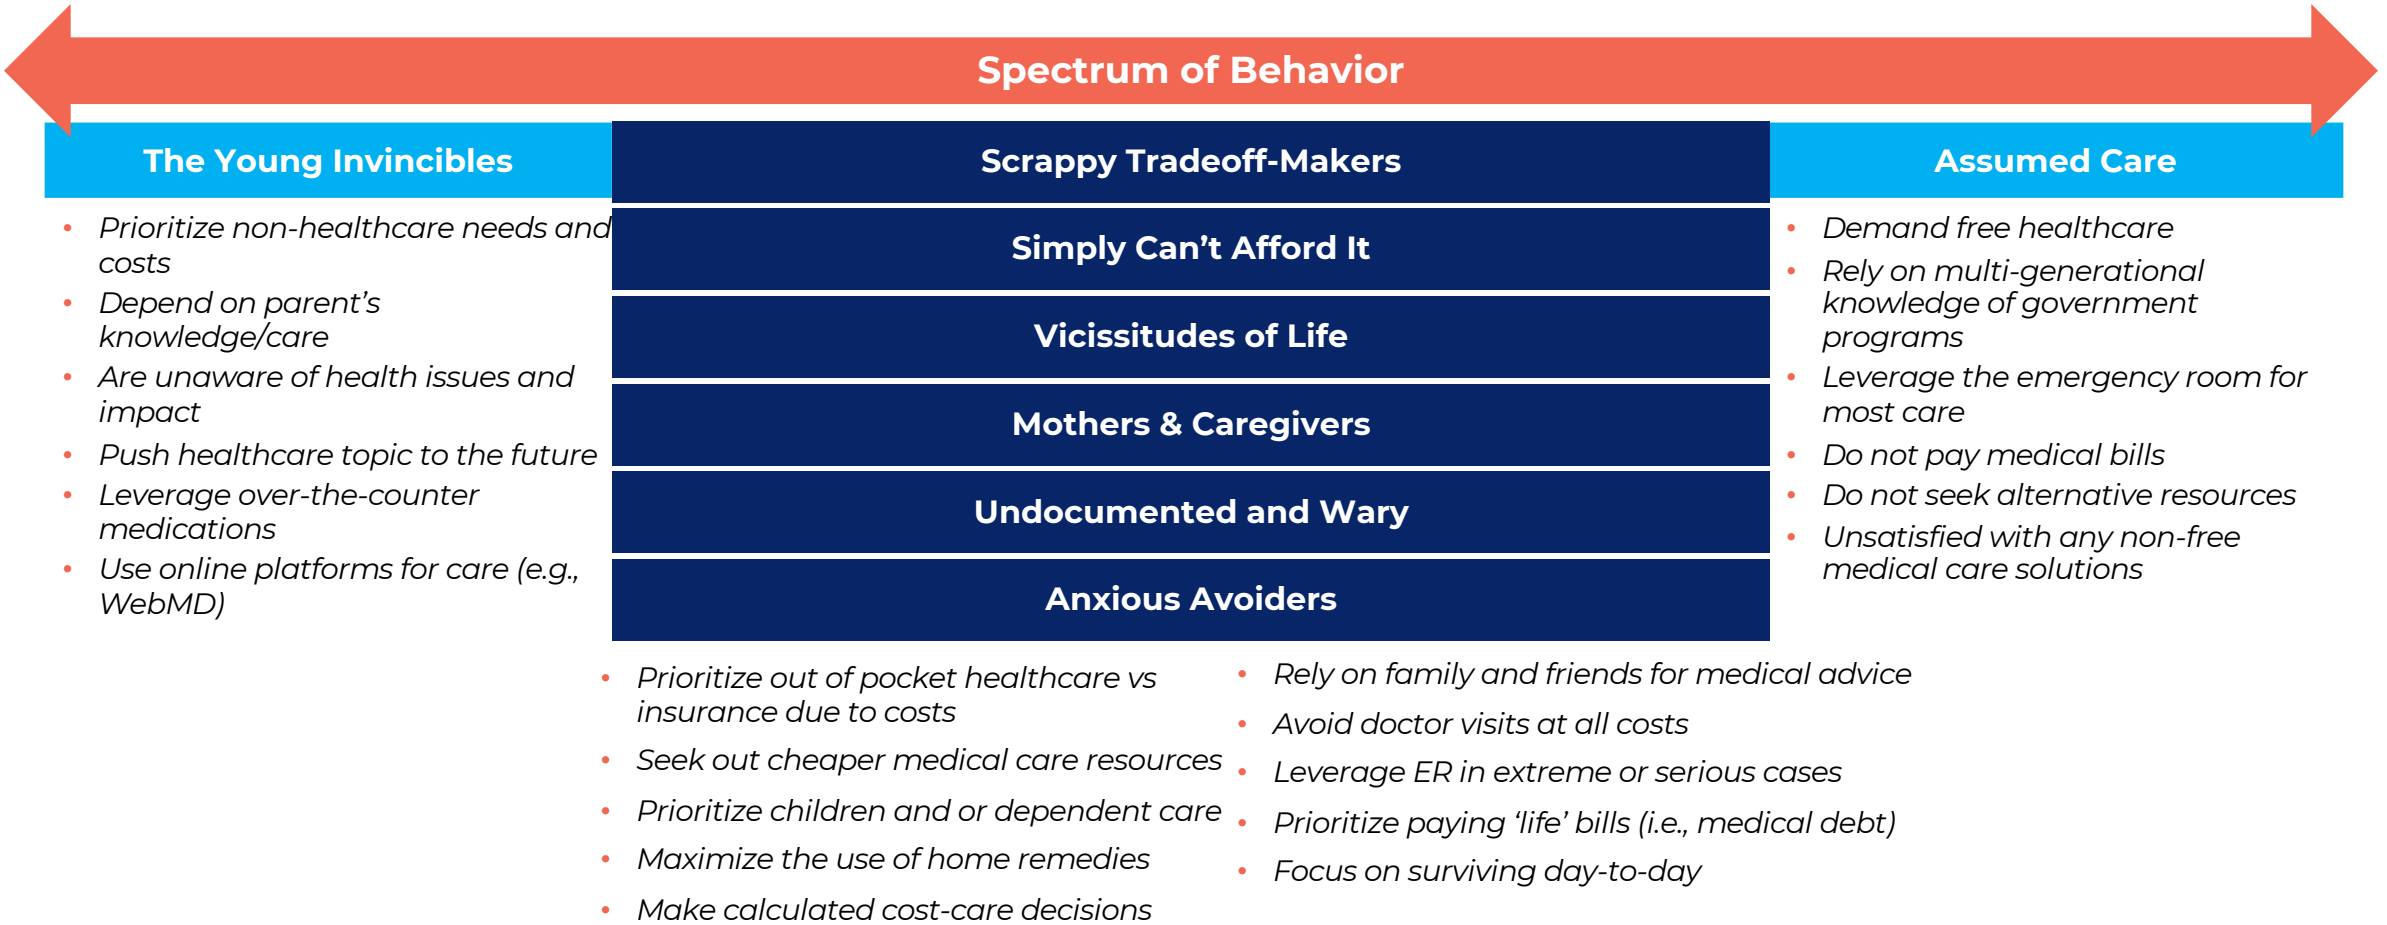 Spectrum of Behavior
The Young Invincibles
• Prioritize non-healthcare needs and
costs
• Depend on parent’s
knowledge/care
• Are unaware of health issues and
impact
• Push healthcare topic to the future
• Leverage over-the-counter
medications
• Use online platforms for care (e.g.,
WebMD)
Scrappy Tradeoff-Makers
Simply Can’t Afford It
Vicissitudes of Life
Mothers & Caregivers
Undocumented and Wary
Anxious Avoiders
• Prioritize out of pocket healthcare vs
insurance due to costs
• Seek out cheaper medical care resources
• Prioritize children and or dependent care
• Maximize the use of home remedies
• Make calculated cost-care decisions
• Rely on family and friends for medical advice
• Avoid doctor visits at all costs
• Leverage ER in extreme or serious cases
• Prioritize paying ‘life’ bills (i.e., medical debt)
• Focus on surviving day-to-day
Assumed Care
• Demand free healthcare
• Rely on multi-generational
knowledge of government
programs
• Leverage the emergency room for
most care
• Do not pay medical bills
• Do not seek alternative resources
• Unsatisfied with any non-free
medical care solutions